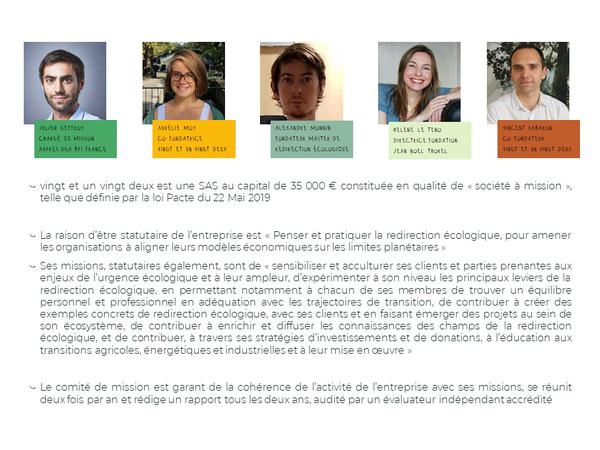 JULIEN GEFFROY
CHARGÉ DE MISSION
AUPRÈS DGA BPI FRANCE
AURÉLIE MOY
CO-FONDATRICE
VINGT ET UN VINGT DEUX
ALEXANDRE MONNIN
FONDATEUR MASTER DE
REDIRECTION ÉCOLOGIQUE
HELENE LE TENO
DIRECTRICE FONDATION
VINCENT
CO-FONDATEUR
VINGT ET UN VINGT DEUX
vingt et un vingt deux est une SAS au capital de 35 000 € constituée en qualité de « société à mission »,
telle que définie par la loi Pacte du 22 Mai 2019
La raison d'être statutaire de l'entreprise est « Penser et pratiquer la redirection écologique, pour amener
les organisations à aligner leurs modèles économiques sur les limites planétaires »
Ses missions, statutaires également, sont de « sensibiliser et acculturer ses clients et parties prenantes aux
enjeux de l'urgence écologique et à leur ampleur, d'expérimenter à son niveau les principaux leviers de la
redirection écologique, en permettant notamment à chacun de ses membres de trouver un équilibre
personnel et professionnel en adéquation avec les trajectoires de transition, de contribuer à créer des
exemples concrets de redirection écologique, avec ses clients et en faisant émerger des projets au sein de
son écosystème, de contribuer à enrichir et diffuser les connaissances des champs de la redirection
écologique, et de contribuer, à travers ses stratégies d'investissements et de donations, à l'éducation aux
transitions agricoles, énergétiques et industrielles et à leur mise en œuvre »
Le comité de mission est garant de la cohérence de l'activité de l'entreprise avec ses missions, se réunit
deux fois par an et rédige un rapport tous les deux ans, audité par un évaluateur indépendant accrédité